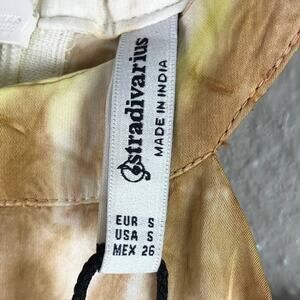 stradivarius
MADE IN INDIA
EUR S
USA S
MEX 26